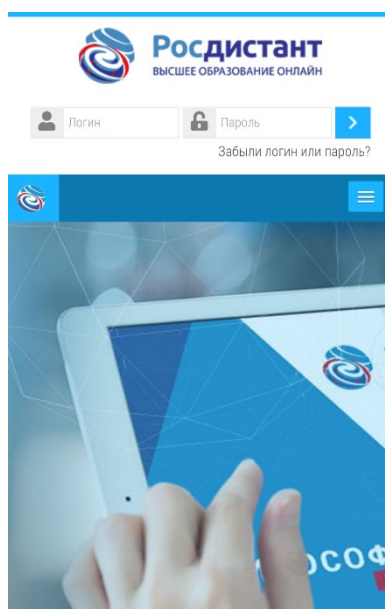 Росдистант
ВЫСШЕЕ ОБРАЗОВАНИЕ ОНЛАЙН
Логин
Пароль
Забыли логин или пароль?